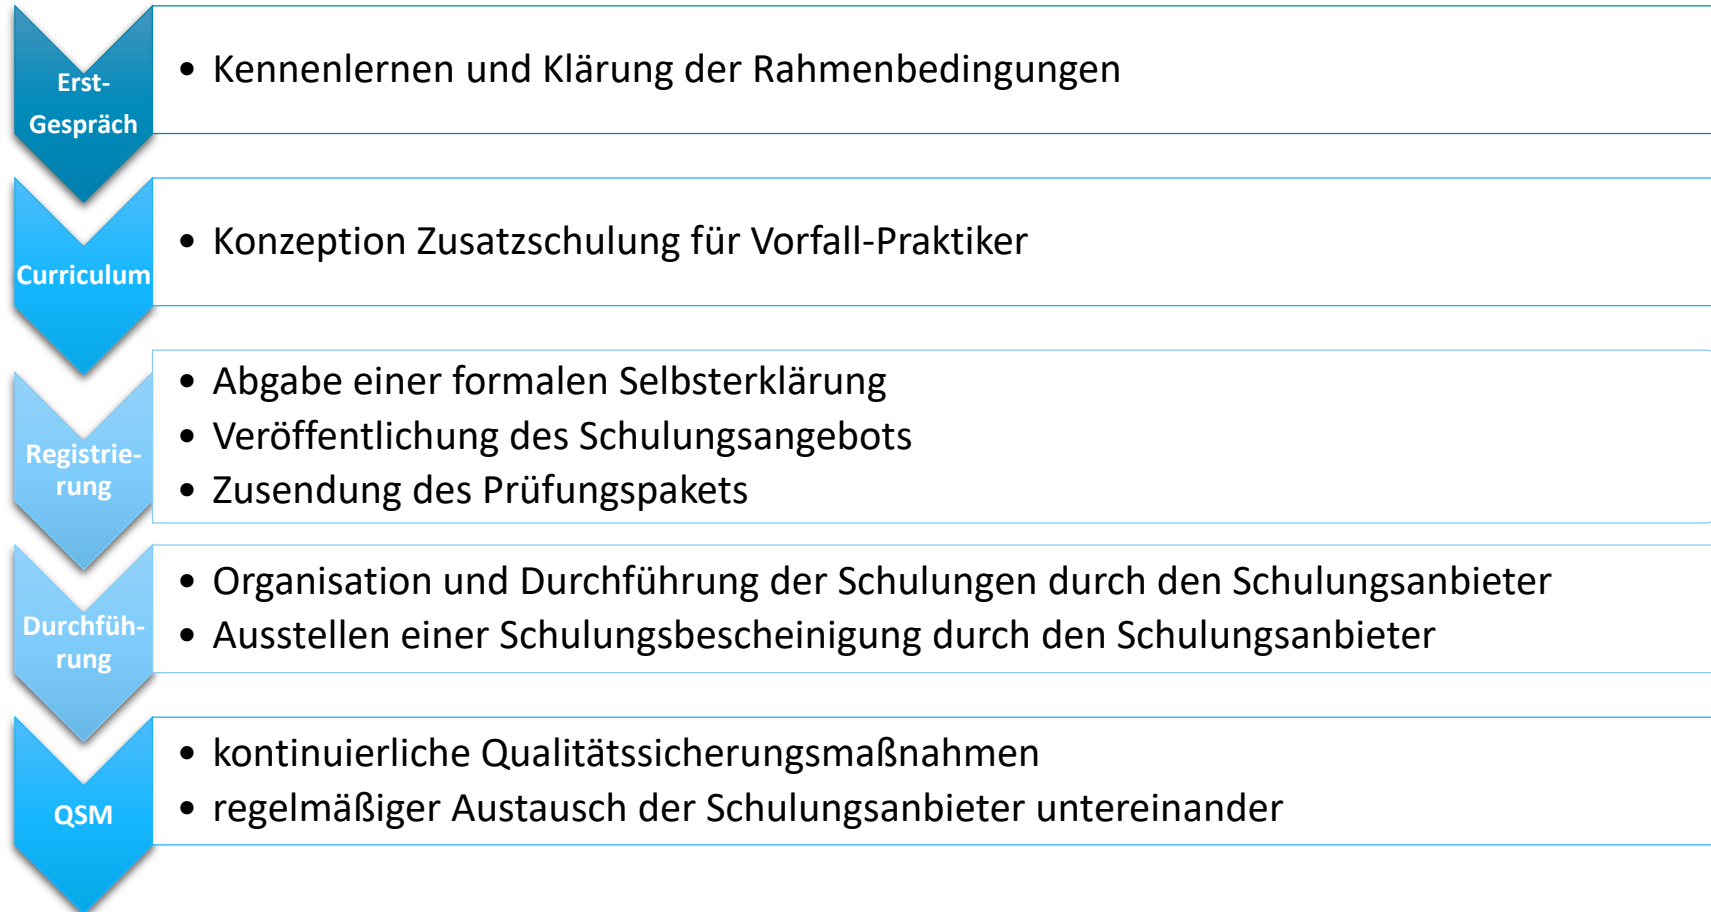 Erst-
Gespräch
• Kennenlernen und Klärung der Rahmenbedingungen
Curriculum
• Konzeption Zusatzschulung für Vorfall-Praktiker
Registrie-
rung
• Abgabe einer formalen Selbsterklärung
• Veröffentlichung des Schulungsangebots
• Zusendung des Prüfungspakets
Durchfüh-
rung
• Organisation und Durchführung der Schulungen durch den Schulungsanbieter
• Ausstellen einer Schulungsbescheinigung durch den Schulungsanbieter
QSM
• kontinuierliche Qualitätssicherungsmaßnahmen
• regelmäßiger Austausch der Schulungsanbieter untereinander